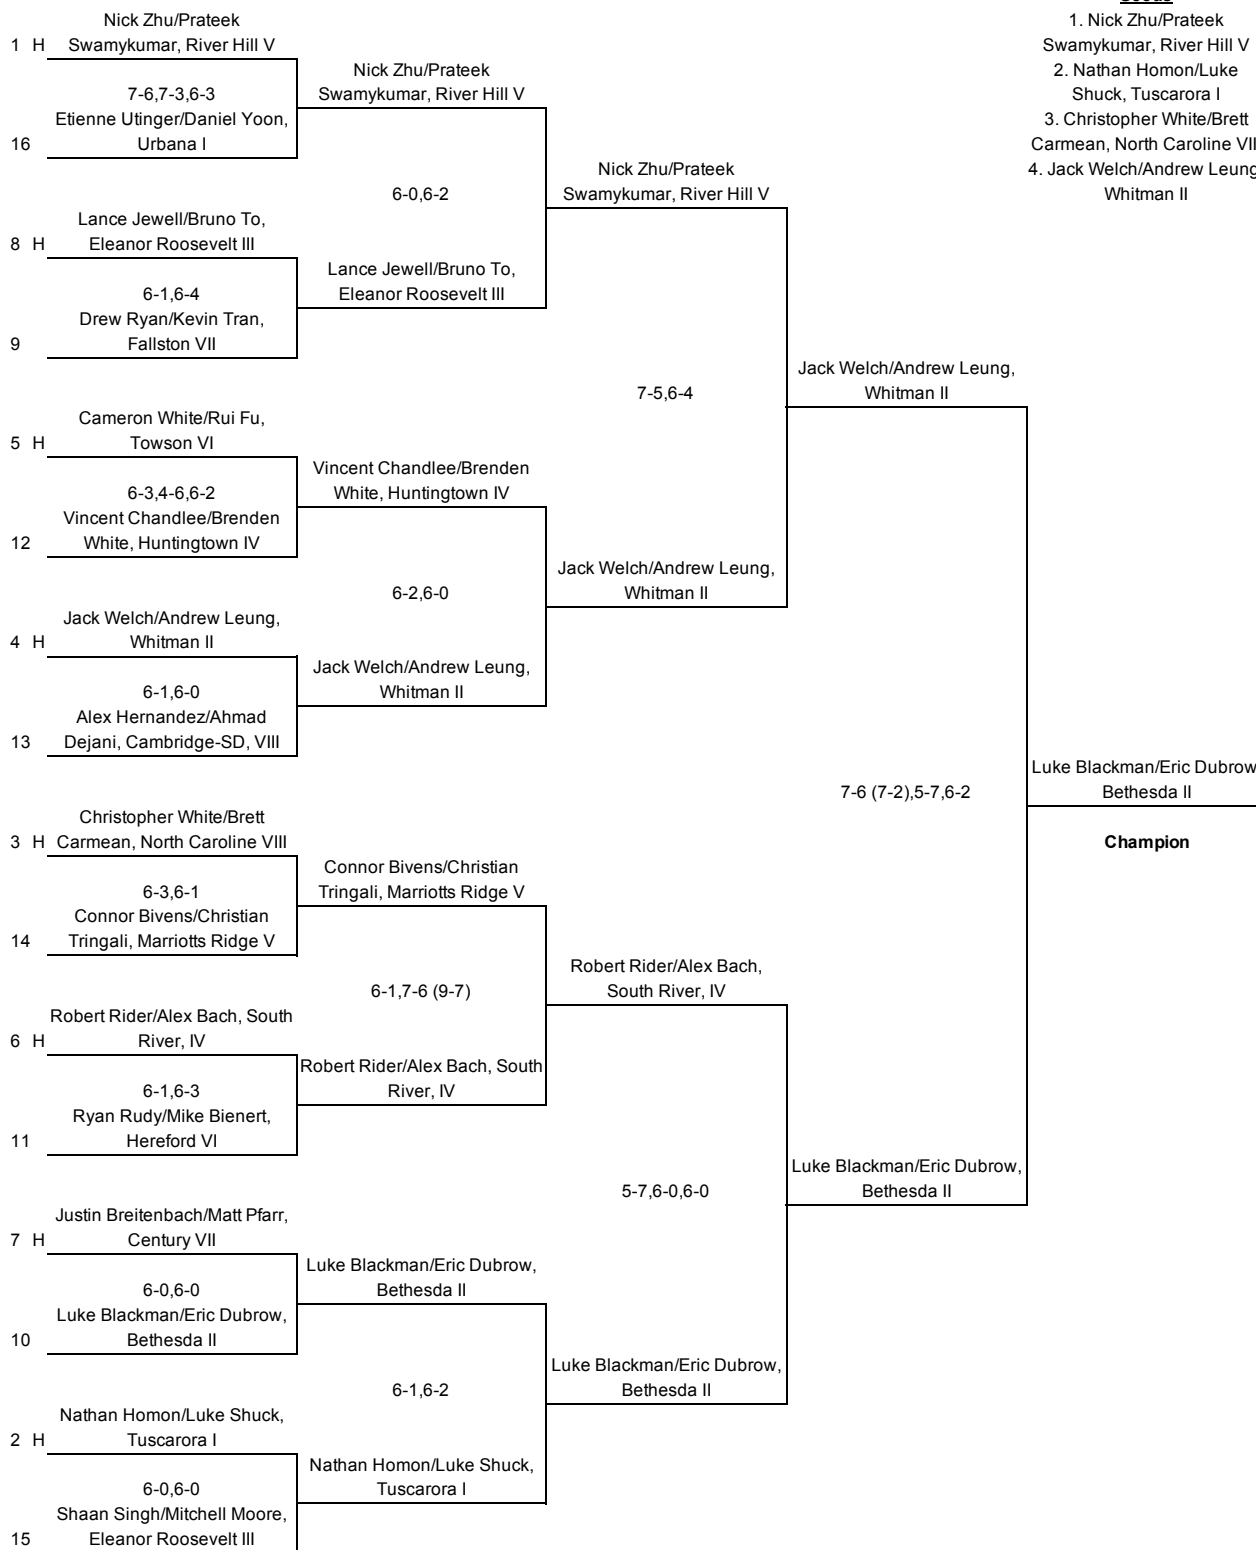 Seeds
Nick Zhu/Prateek
1 H Swamykumar, River Hill V
7-6,7-3,6-3
Etienne Utinger/Daniel Yoon,
16 Urbana I
Lance Jewell/Bruno To,
8 H Eleanor Roosevelt III
6-1,6-4
Drew Ryan/Kevin Tran,
9 Fallston VII
Cameron White/Rui Fu,
5 H Towson VI
6-3,4-6,6-2
Vincent Chandlee/Brenden
12 White, Huntingtown IV
Jack Welch/Andrew Leung,
4 H Whitman II
6-1,6-0
Alex Hernandez/Ahmad
13 Dejani, Cambridge-SD, VIII
Christopher White/Brett
3 H Carmean, North Caroline VIII
6-3,6-1
Connor Bivens/Christian
14 Tringali, Marriotts Ridge V
Robert Rider/Alex Bach, South
6 H River, IV
6-1,6-3
Ryan Rudy/Mike Bienert,
11 Hereford VI
Justin Breitenbach/Matt Pfarr,
7 H Century VII
6-0,6-0
Luke Blackman/Eric Dubrow,
10 Bethesda II
Nathan Homon/Luke Shuck,
2 H Tuscarora I
6-0,6-0
Shaan Singh/Mitchell Moore,
15 Eleanor Roosevelt III
Nick Zhu/Prateek
Swamykumar, River Hill V
6-0,6-2
Lance Jewell/Bruno To,
Eleanor Roosevelt III
Vincent Chandlee/Brenden
White, Huntingtown IV
6-2,6-0
Jack Welch/Andrew Leung,
Whitman II
Connor Bivens/Christian
Tringali, Marriotts Ridge V
6-1,7-6 (9-7)
Robert Rider/Alex Bach, South
River, IV
Luke Blackman/Eric Dubrow,
Bethesda II
6-1,6-2
Nathan Homon/Luke Shuck,
Tuscarora I
Nick Zhu/Prateek
Swamykumar, River Hill V
7-5,6-4
Jack Welch/Andrew Leung,
Whitman II
Robert Rider/Alex Bach,
South River, IV
5-7,6-0,6-0
Luke Blackman/Eric Dubrow,
Bethesda II
Jack Welch/Andrew Leung,
Whitman II
7-6 (7-2),5-7,6-2
Luke Blackman/Eric Dubrow,
Bethesda II
1. Nick Zhu/Prateek
Swamykumar, River Hill V
2. Nathan Homon/Luke
Shuck, Tuscarora I
3. Christopher White/Brett
Carmean, North Caroline VII
4. Jack Welch/Andrew Leung
Whitman II
Luke Blackman/Eric Dubrow
Bethesda II
Champion